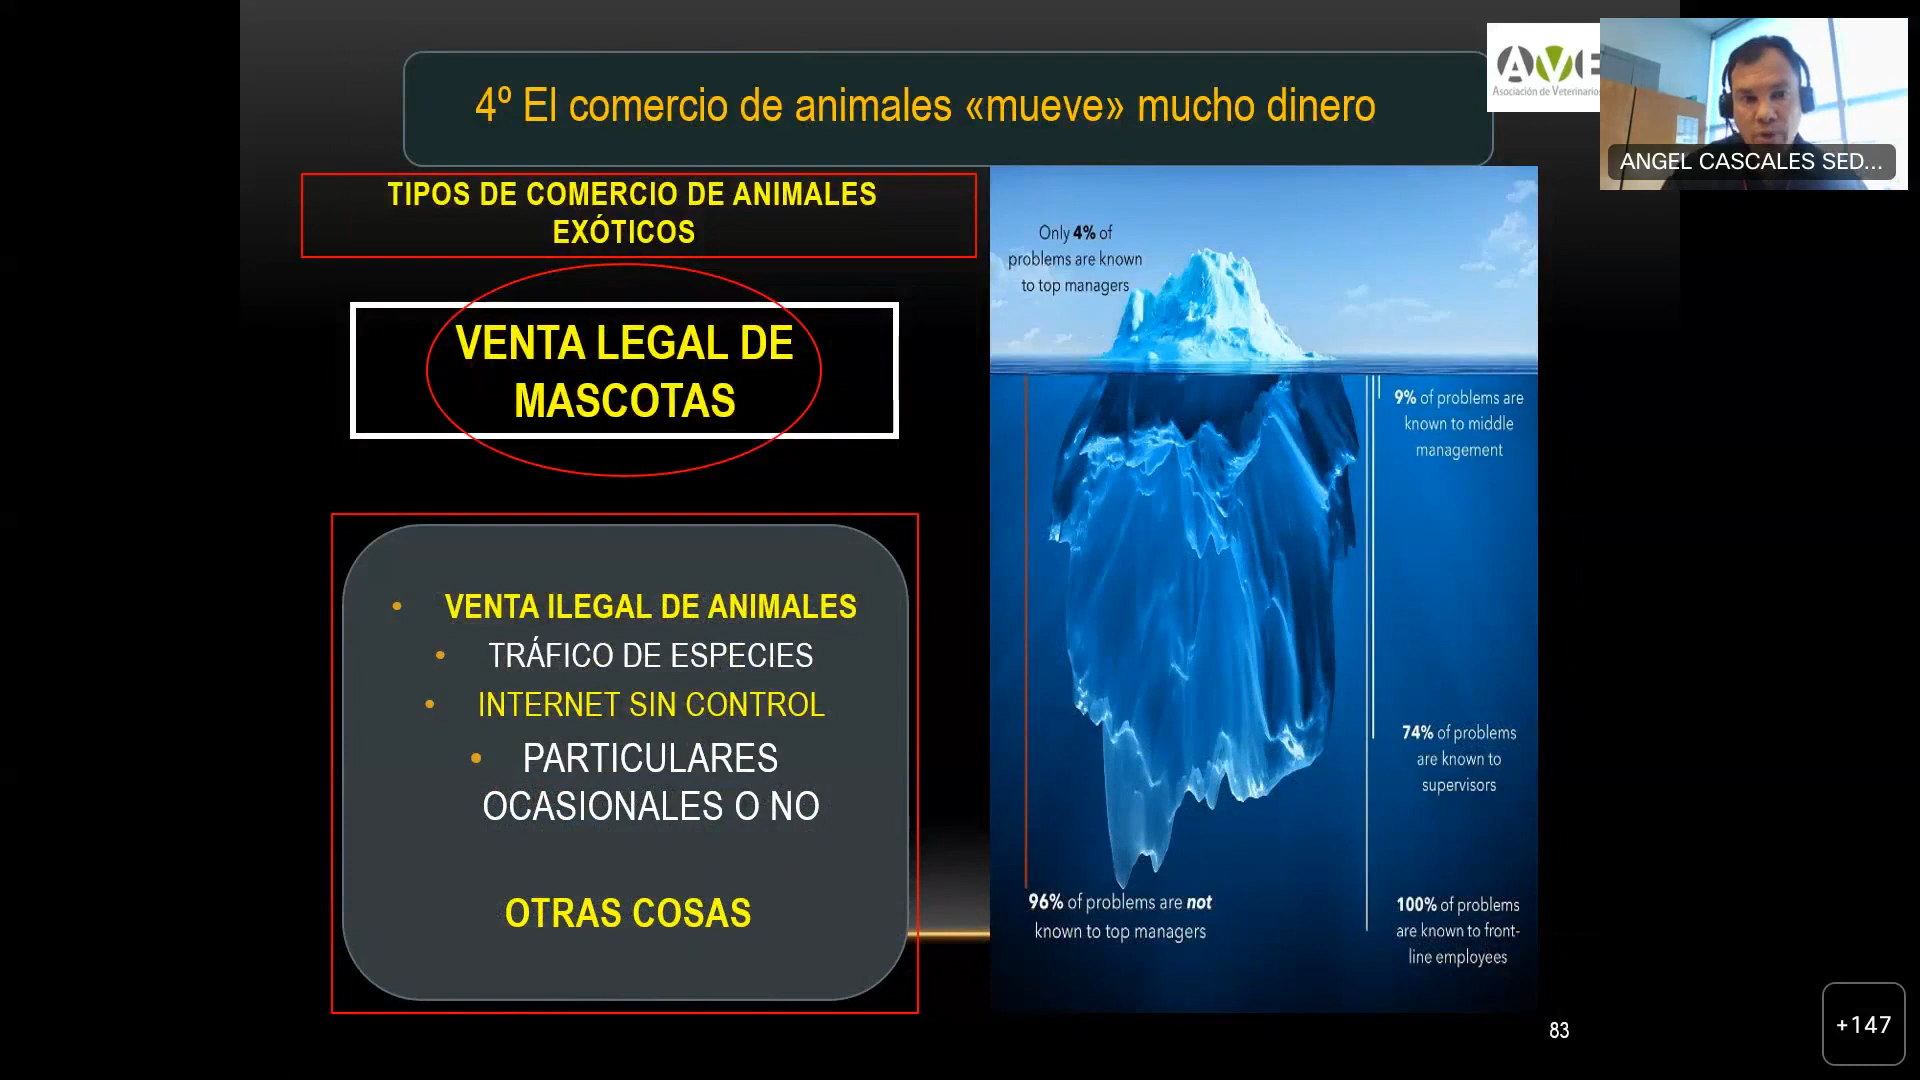 4º El comercio de animales «mueve» mucho dinero
AVE
Asociación de Veterinarios
ANGEL CASCALES SED...
TIPOS DE COMERCIO DE ANIMALES
EXÓTICOS
VENTA LEGAL DE
MASCOTAS
• VENTA ILEGAL DE ANIMALES
• TRÁFICO DE ESPECIES
• INTERNET SIN CONTROL
• PARTICULARES
OCASIONALES O NO
OTRAS COSAS
Only 4% of
problems are known
to top managers
9% of problems are
known to middle
management
74% of problems
are known to
supervisors
96% of problems are not
known to top managers
100% of problems
are known to front-
line employees
83
+147